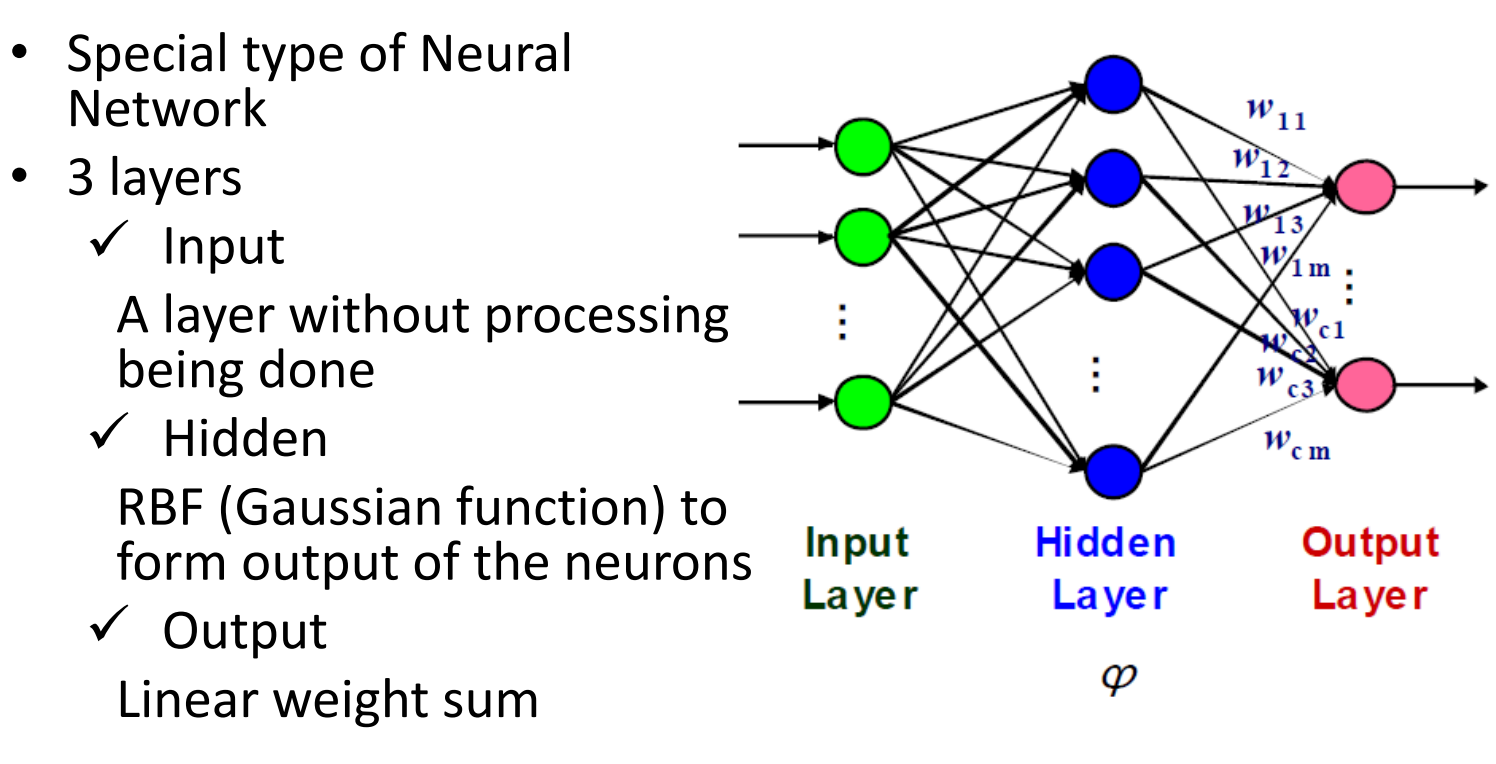 • Special type of Neural
Network
• 3 layers
✓ Input
A layer without processing
being done
✓ Hidden
RBF (Gaussian function) to
form output of the neurons
✓ Output
Linear weight sum
w11
w12
w13
w1m
⋮
wc1
wc2
wc3
wcm
Input
Layer
Hidden
Layer
Output
Layer
φ